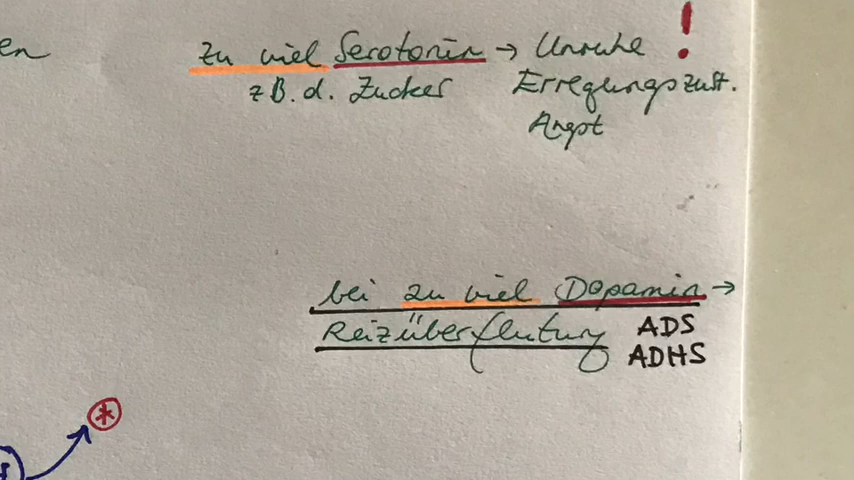 en
zu viel Serotonin → Unruhe !
z B. d. Zucker Erregungszust.
Angst
bei zu viel Dopamin →
Reizüberflutung ADS
ADHS
*